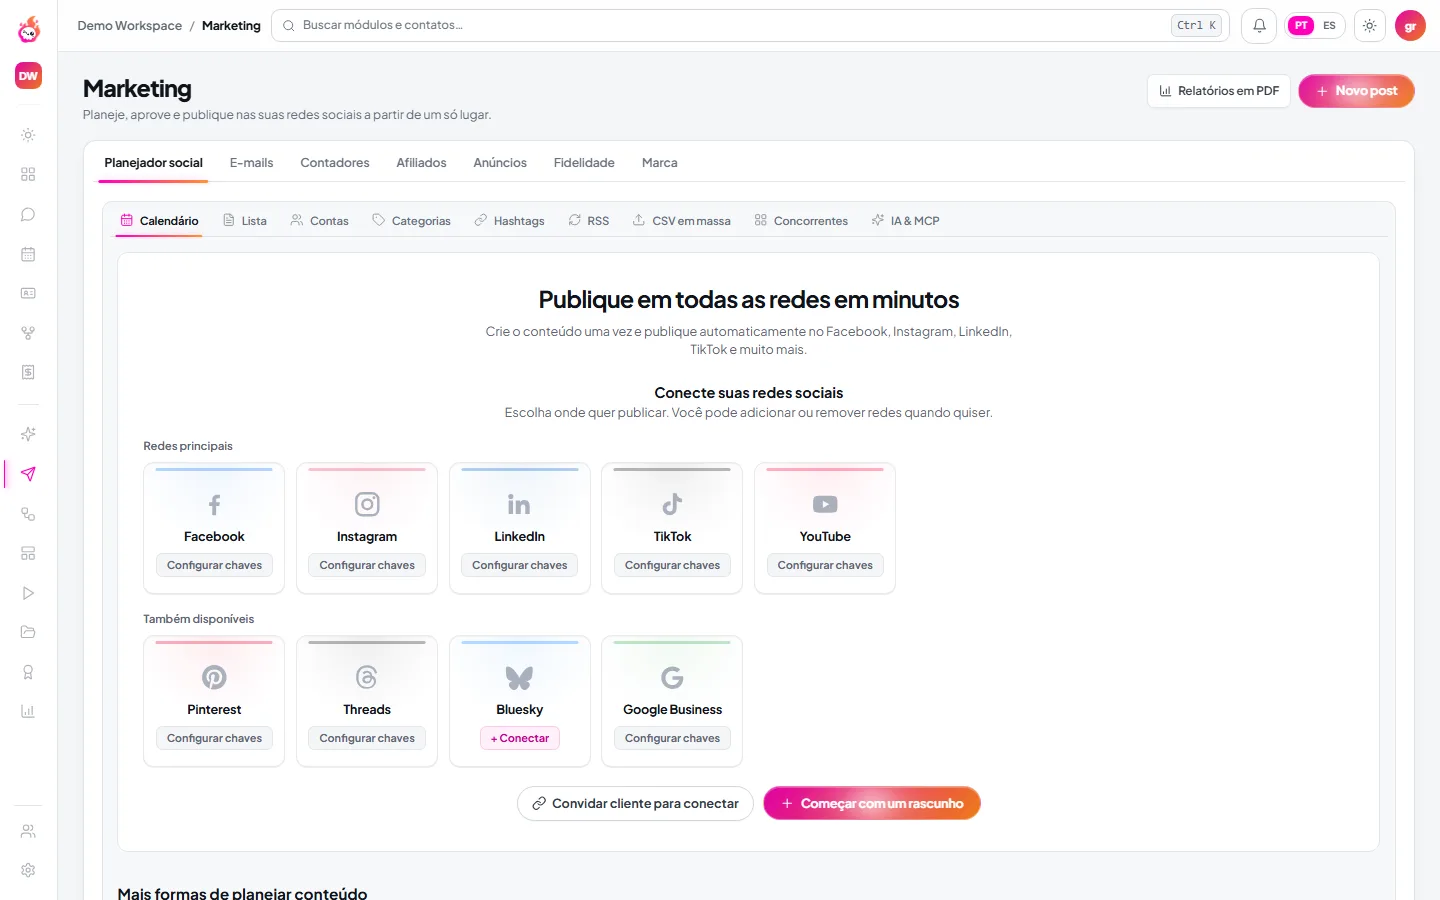 Demo Workspace / Marketing
Buscar módulos e contatos...
Ctrl K
PT ES
gr
DW
Marketing
Planeje, aprove e publique nas suas redes sociais a partir de um só lugar.
Relatórios em PDF
+ Novo post
Planejador social
E-mails
Contadores
Afiliados
Anúncios
Fidelidade
Marca
Calendário
Lista
Contas
Categorias
Hashtags
RSS
CSV em massa
Concorrentes
IA & MCP
Publique em todas as redes em minutos
Crie o conteúdo uma vez e publique automaticamente no Facebook, Instagram, LinkedIn,
TikTok e muito mais.
Conecte suas redes sociais
Escolha onde quer publicar. Você pode adicionar ou remover redes quando quiser.
Redes principais
Facebook
Configurar chaves
Instagram
Configurar chaves
LinkedIn
Configurar chaves
TikTok
Configurar chaves
YouTube
Configurar chaves
Também disponíveis
Pinterest
Configurar chaves
Threads
Configurar chaves
Bluesky
+ Conectar
Google Business
Configurar chaves
Convidar cliente para conectar
+ Começar com um rascunho
Mais formas de planejar conteúdo